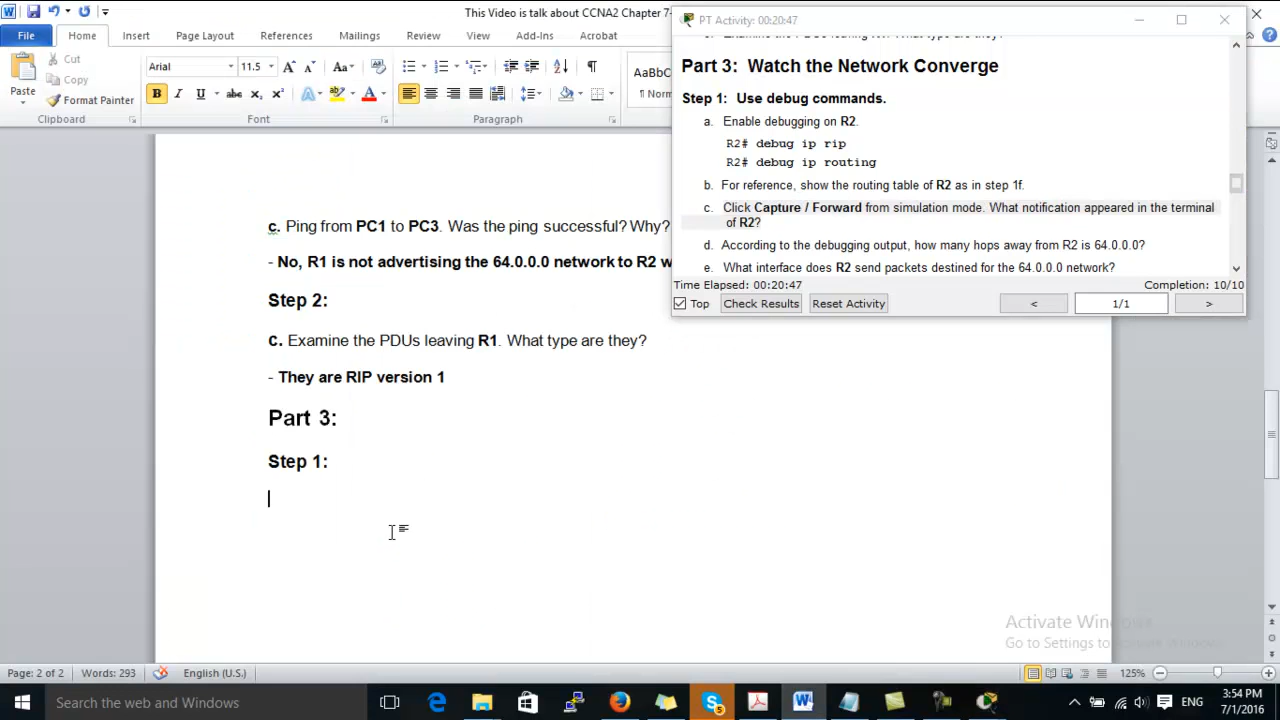 This Video is talk about CCNA2 Chapter 7-
File Home Insert Page Layout References Mailings Review View Add-Ins Acrobat
Cut
Copy
Format Painter
Paste
Arial 11.5
AaBbC
¶ Norm
Clipboard Font Paragraph
PT Activity: 00:20:47
Part 3: Watch the Network Converge
Step 1: Use debug commands.
a. Enable debugging on R2.
R2# debug ip rip
R2# debug ip routing
b. For reference, show the routing table of R2 as in step 1f.
c. Click Capture / Forward from simulation mode. What notification appeared in the terminal
of R2?
d. According to the debugging output, how many hops away from R2 is 64.0.0.0?
e. What interface does R2 send packets destined for the 64.0.0.0 network?
Time Elapsed: 00:20:47 Completion: 10/10
Top Check Results Reset Activity < 1/1 >
c. Ping from PC1 to PC3. Was the ping successful? Why?
- No, R1 is not advertising the 64.0.0.0 network to R2 w
Step 2:
C. Examine the PDUs leaving R1. What type are they?
- They are RIP version 1
Part 3:
Step 1:
Activate Windows
Go to Settings to activate Windows.
Page: 2 of 2 Words: 293 English (U.S.) 125%
Search the web and Windows
ENG
3:54 PM
7/1/2016